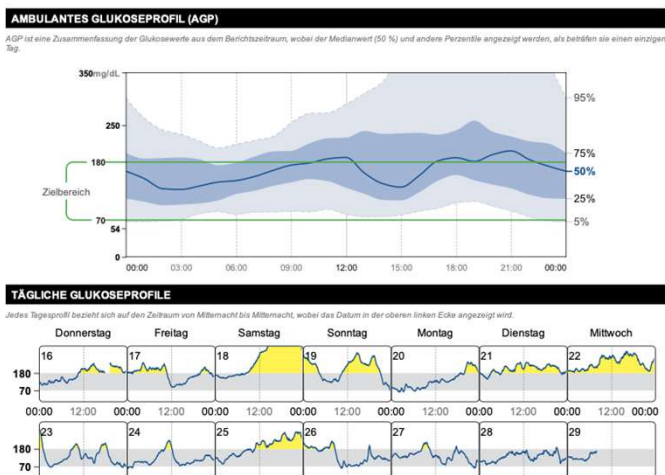 AMBULANTES GLUKOSEPROFIL (AGP)
AGP ist eine Zusammenfassung der Glukosewerte aus dem Berichtszeitraum, wobei der Medianwert (50 %) und andere Perzentile angezeigt werden, als beträfen sie einen einzigen
Tag.
350 mg/dL
95%
250
75%
180
50%
Zielbereich
25%
70
5%
54
0
00:00 03:00 06:00 09:00 12:00 15:00 18:00 21:00 00:00
TÄGLICHE GLUKOSEPROFILE
Jedes Tagesprofil bezieht sich auf den Zeitraum von Mitternacht bis Mitternacht, wobei das Datum in der oberen linken Ecke angezeigt wird.
Donnerstag Freitag Samstag Sonntag Montag Dienstag Mittwoch
16 17 18 19 20 21 22
180
70
00:00 12:00 00:00 12:00 00:00 12:00 00:00 12:00 00:00 12:00 00:00 12:00 00:00 12:00 00:00
23 24 25 26 27 28 29
180
70